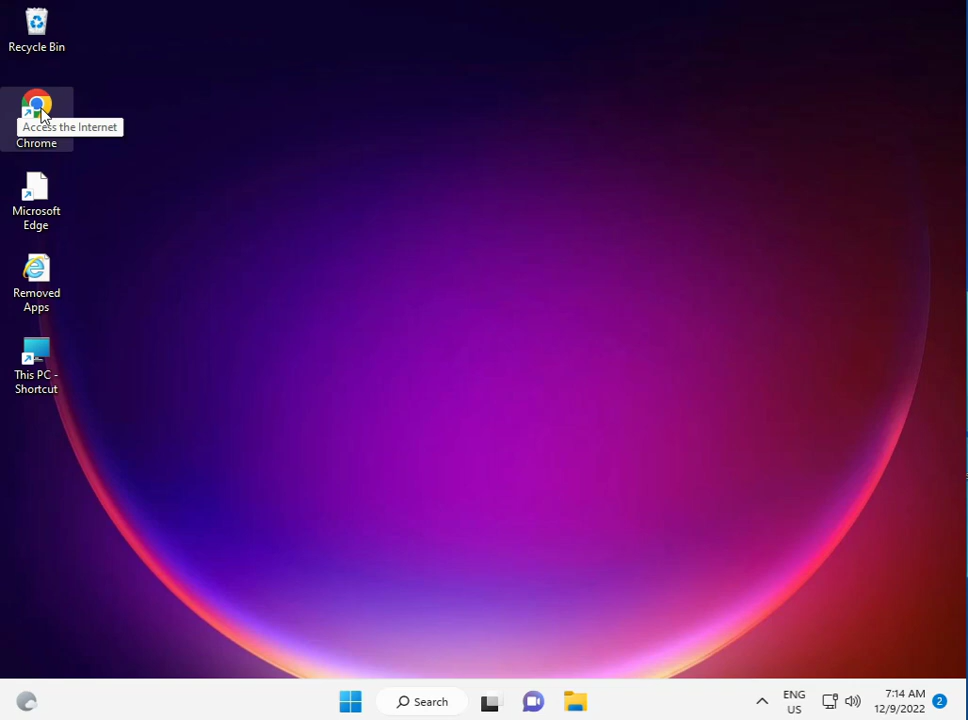 Recycle Bin
Access the Internet
Chrome
Microsoft
Edge
Removed
Apps
This PC -
Shortcut
Search
ENG
US
7:14 AM
12/9/2022
2